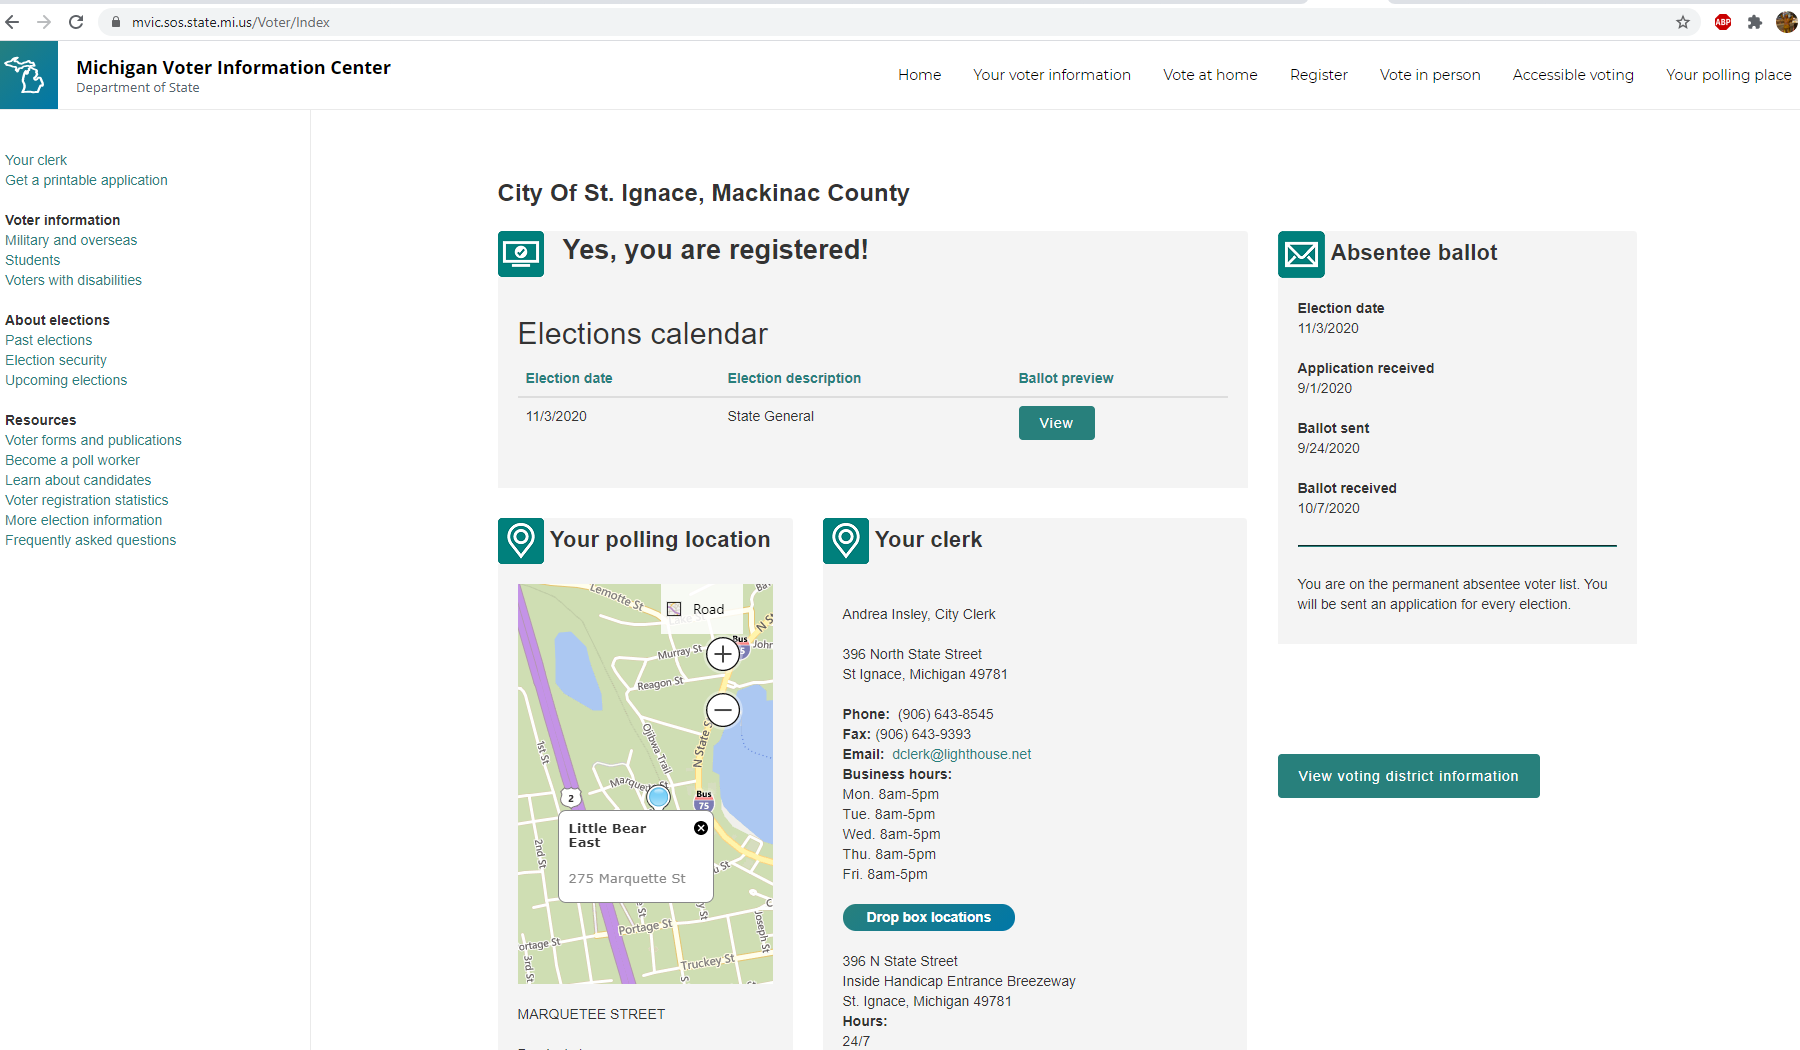 mvic.sos.state.mi.us/Voter/Index
ABP
Michigan Voter Information Center
Department of State
Home
Your voter information
Vote at home
Register
Vote in person
Accessible voting
Your polling place
Your clerk
Get a printable application
Voter information
Military and overseas
Students
Voters with disabilities
About elections
Past elections
Election security
Upcoming elections
Resources
Voter forms and publications
Become a poll worker
Learn about candidates
Voter registration statistics
More election information
Frequently asked questions
City Of St. Ignace, Mackinac County
Yes, you are registered!
Elections calendar
Election date Election description Ballot preview
11/3/2020 State General View
Absentee ballot
Election date
11/3/2020
Application received
9/1/2020
Ballot sent
9/24/2020
Ballot received
10/7/2020
You are on the permanent absentee voter list. You
will be sent an application for every election.
View voting district information
Your polling location
Lemotte St
Road
Murray St
Bus
John
Reagon St
Ojibwa Trail
N State S
1st St
Marque
2
Bus
75
Little Bear
East
275 Marquette St
2nd St
u St
y St
Portage St
ortage St
Joseph St
3rd St
Truckey St
MARQUETEE STREET
Your clerk
Andrea Insley, City Clerk
396 North State Street
St Ignace, Michigan 49781
Phone: (906) 643-8545
Fax: (906) 643-9393
Email: dclerk@lighthouse.net
Business hours:
Mon. 8am-5pm
Tue. 8am-5pm
Wed. 8am-5pm
Thu. 8am-5pm
Fri. 8am-5pm
Drop box locations
396 N State Street
Inside Handicap Entrance Breezeway
St. Ignace, Michigan 49781
Hours:
24/7